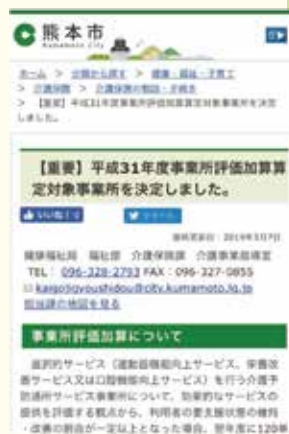 熊本市
Kumamoto City
ホーム > 分類から探す > 健康・福祉・子育て
> 介護保険 > 介護保険の相談・手続き
> 【重要】平成31年度事業所評価加算算定対象事業所を決定
しました。
【重要】平成31年度事業所評価加算算
定対象事業所を決定しました。
いいね！
ツイート
最終更新日：2019年3月7日
健康福祉局 福祉部 介護保険課 介護事業指導室
TEL：096-328-2793 FAX：096-327-0855
kaigojigyoushidou@city.kumamoto.lg.jp
担当課の地図を見る
事業所評価加算について
選択的サービス（運動器機能向上サービス、栄養改
善サービス又は口腔機能向上サービス）を行う介護予
防通所サービス事業所について、効果的なサービスの
提供を評価する観点から、利用者の要支援状態の維持
・改善の割合が一定以上となった場合、翌年度に120単